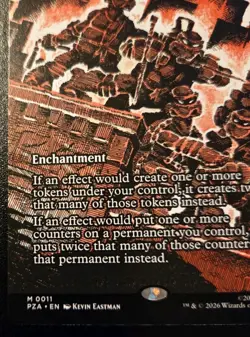 Enchantment
If an effect would create one or more
tokens under your control, it creates tw
that many of those tokens instead.
If an effect would put one or more
counters on a permanent you control,
puts twice that many of those counter
that permanent instead.
M 0011
PZA • EN KEVIN EASTMAN
©20
™ & © 2026 Wizards o